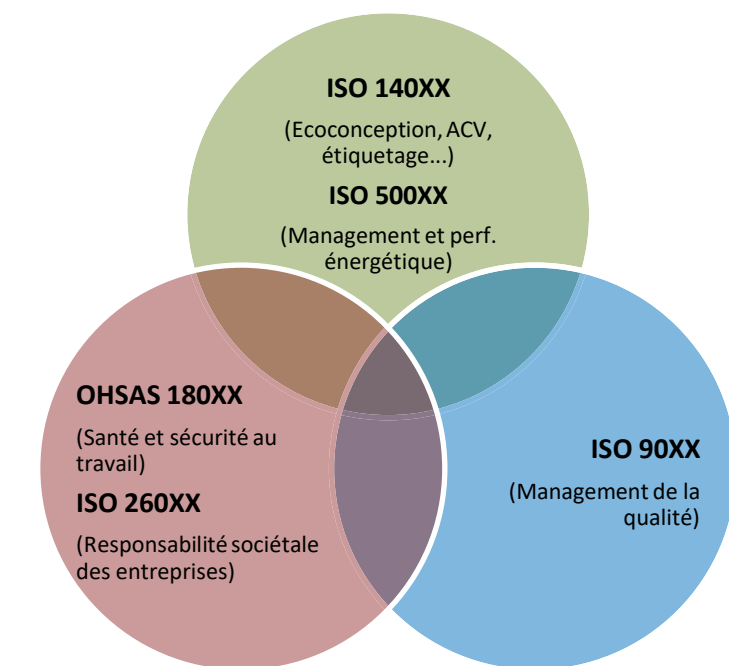 ISO 140XX
(Ecoconception, ACV,
étiquetage...)
ISO 500XX
(Management et perf.
énergétique)
OHSAS 180XX
(Santé et sécurité au
travail)
ISO 260XX
(Responsabilité sociétale
des entreprises)
ISO 90XX
(Management de la
qualité)